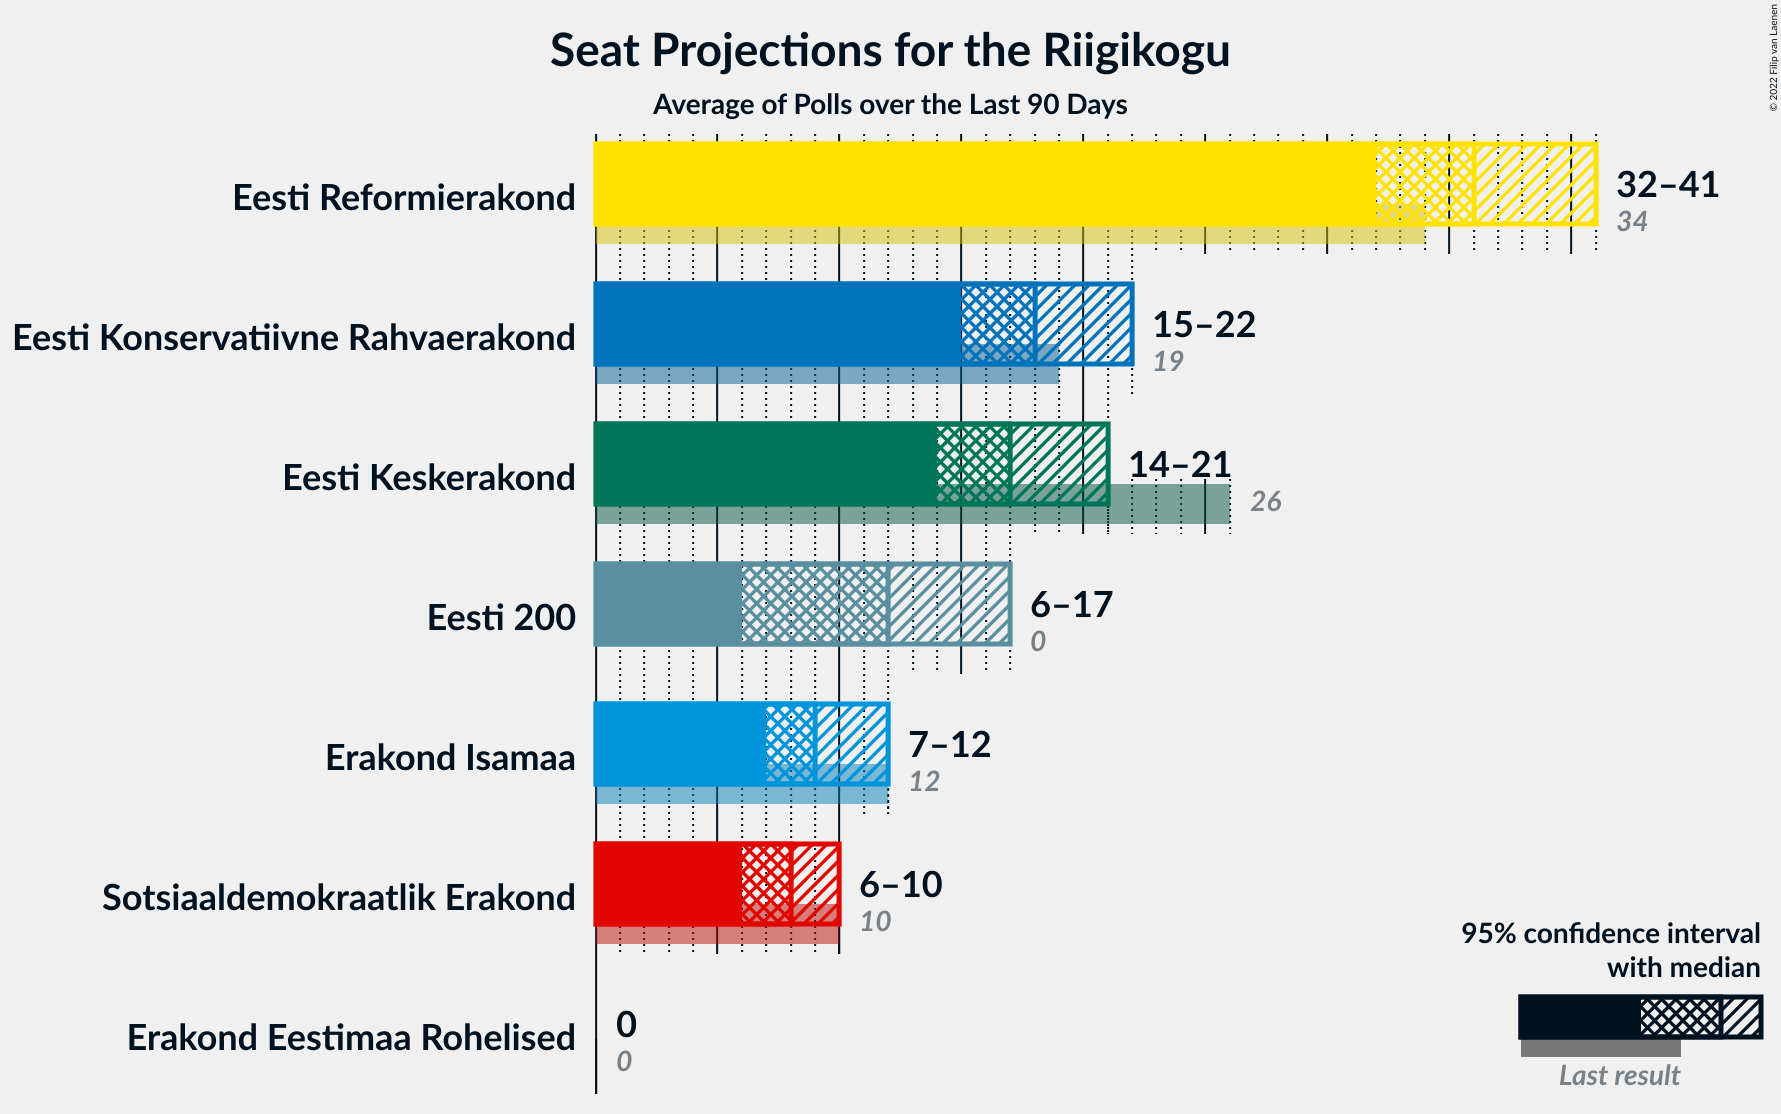 Seat Projections for the Riigikogu
Average of Polls over the Last 90 Days
© 2022 Filip van Laenen
Eesti Reformierakond
32–41
34
Eesti Konservatiivne Rahvaerakond
15–22
19
Eesti Keskerakond
14–21
26
Eesti 200
6–17
0
Erakond Isamaa
7–12
12
Sotsiaaldemokraatlik Erakond
6–10
10
Erakond Eestimaa Rohelised
0
0
95% confidence interval
with median
Last result